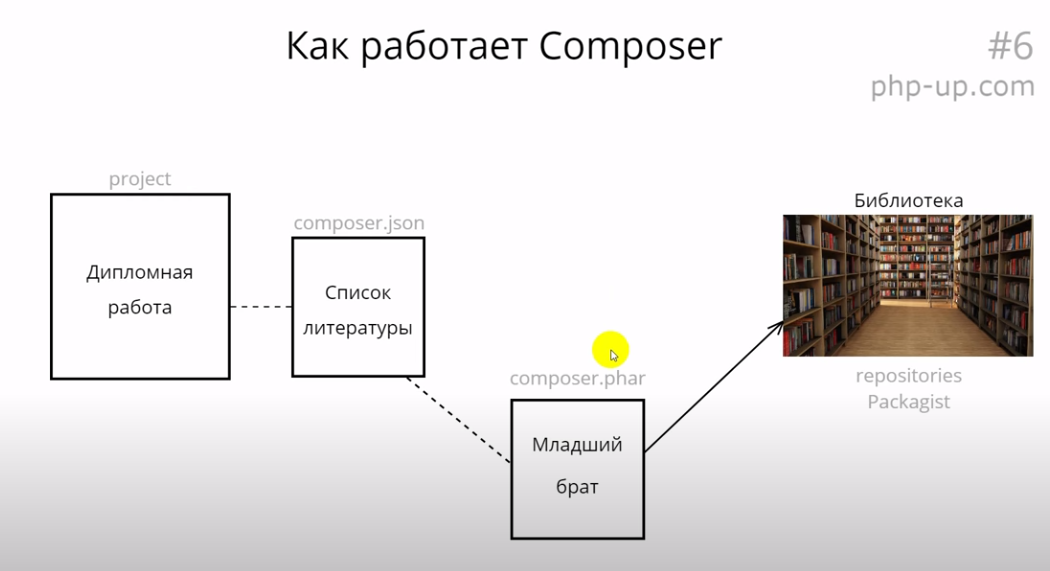 Как работает Composer
#6
php-up.com
project
Дипломная
работа
composer.json
Список
литературы
composer.phar
Младший
брат
Библиотека
repositories
Packagist